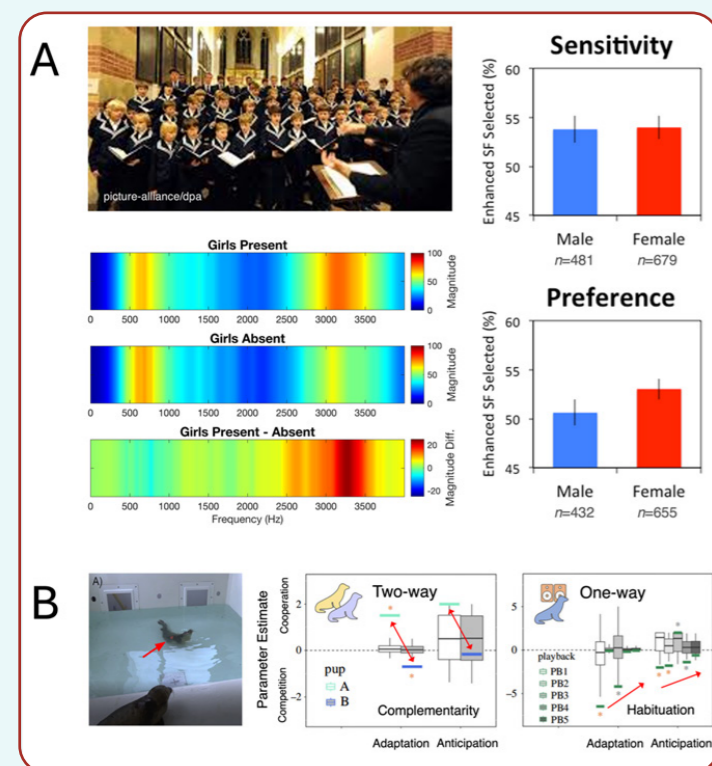 A
picture-alliance/dpa
Sensitivity
Enhanced SF Selected (%)
60
55
50
45
Male
Female
n=481
n=679
Girls Present
100
50
0
Magnitude
0 500 1000 1500 2000 2500 3000 3500
Girls Absent
100
50
0
Magnitude
0 500 1000 1500 2000 2500 3000 3500
Girls Present - Absent
20
0
-20
Magnitude Diff.
0 500 1000 1500 2000 2500 3000 3500
Frequency (Hz)
Preference
Enhanced SF Selected (%)
60
55
50
45
Male
Female
n=432
n=655
B
A)
Parameter Estimate
Cooperation
Competition
2
0
-2
Two-way
pup
A
B
Complementarity
Adaptation
Anticipation
One-way
5
0
-5
playback
PB1
PB2
PB3
PB4
PB5
Habituation
Adaptation
Anticipation